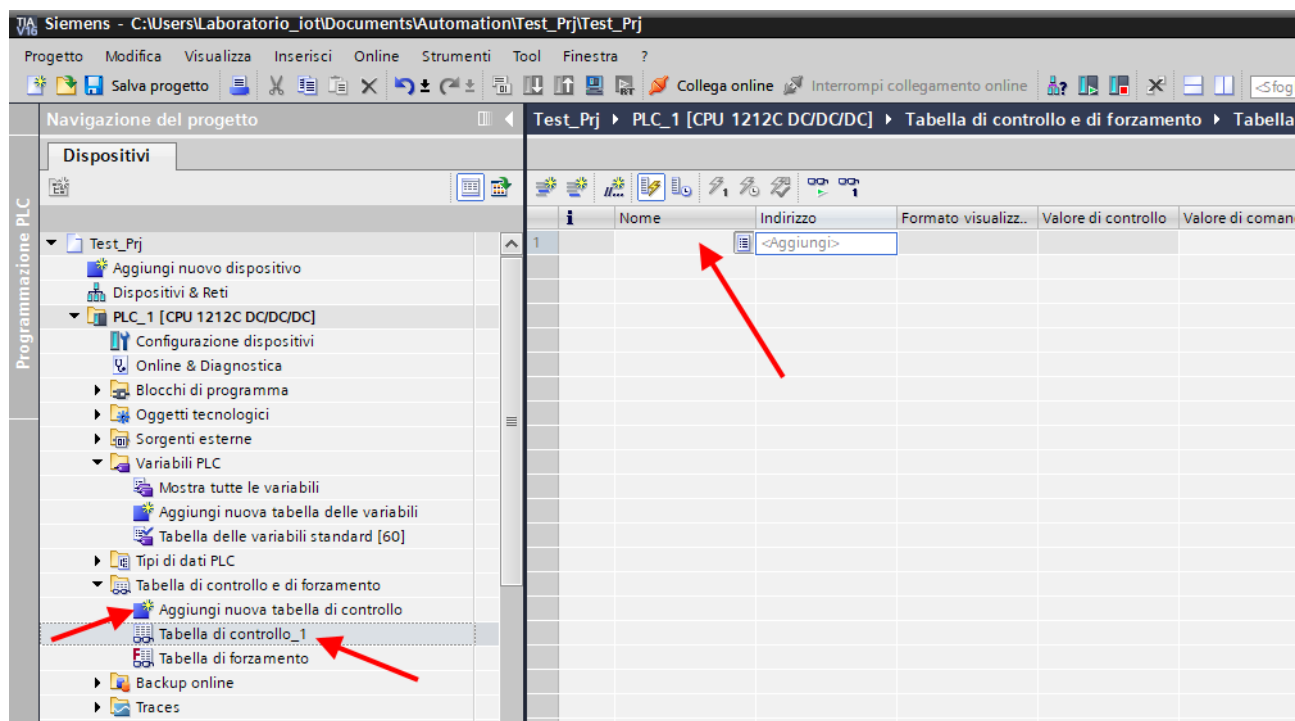 TIA V16 Siemens - C:\Users\Laboratorio_iot\Documents\Automation\Test_Prj\Test_Prj
Progetto Modifica Visualizza Inserisci Online Strumenti Tool Finestra ?
Salva progetto Collega online Interrompi collegamento online <Sfog
Navigazione del progetto
Test_Prj PLC_1 [CPU 1212C DC/DC/DC] Tabella di controllo e di forzamento Tabella
Dispositivi
Programmazione PLC
i Nome Indirizzo Formato visualizz.. Valore di controllo Valore di coman
1 <Aggiungi>
Test_Prj
Aggiungi nuovo dispositivo
Dispositivi & Reti
PLC_1 [CPU 1212C DC/DC/DC]
Configurazione dispositivi
Online & Diagnostica
Blocchi di programma
Oggetti tecnologici
Sorgenti esterne
Variabili PLC
Mostra tutte le variabili
Aggiungi nuova tabella delle variabili
Tabella delle variabili standard [60]
Tipi di dati PLC
Tabella di controllo e di forzamento
Aggiungi nuova tabella di controllo
Tabella di controllo_1
Tabella di forzamento
Backup online
Traces